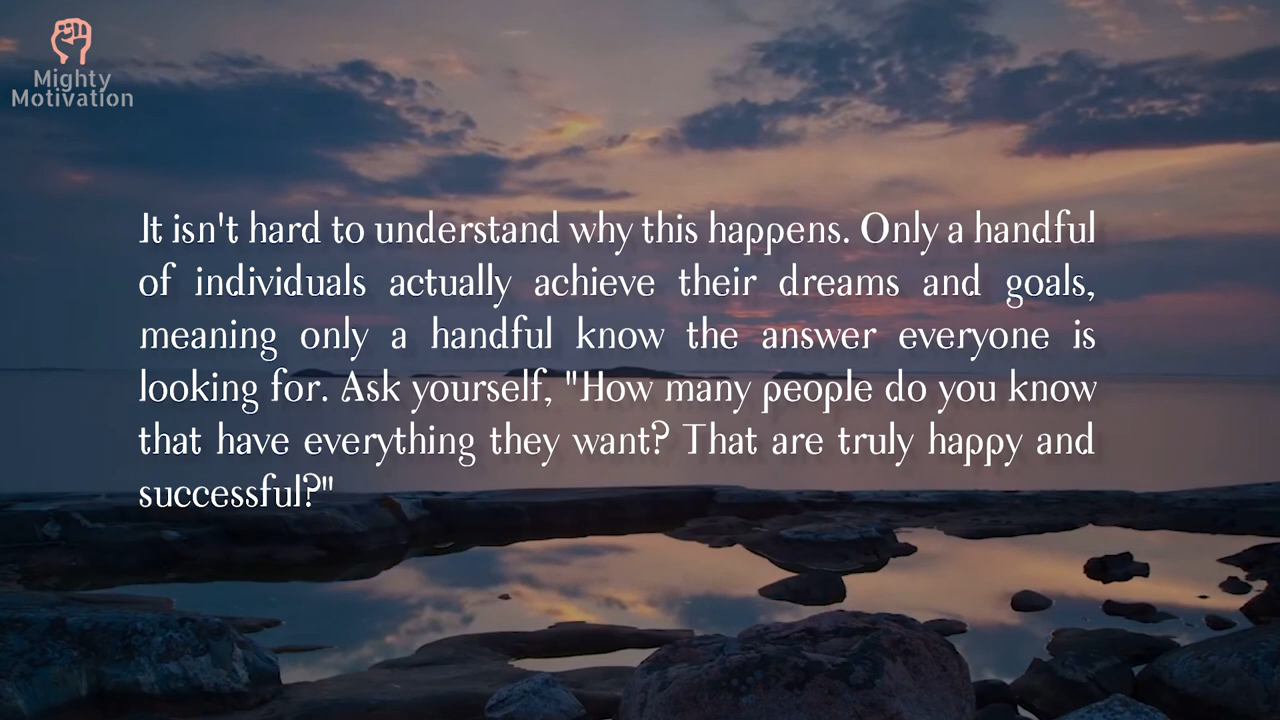 Mighty
Motivation
It isn't hard to understand why this happens. Only a handful
of individuals actually achieve their dreams and goals,
meaning only a handful know the answer everyone is
looking for. Ask yourself, "How many people do you know
that have everything they want? That are truly happy and
successful?"